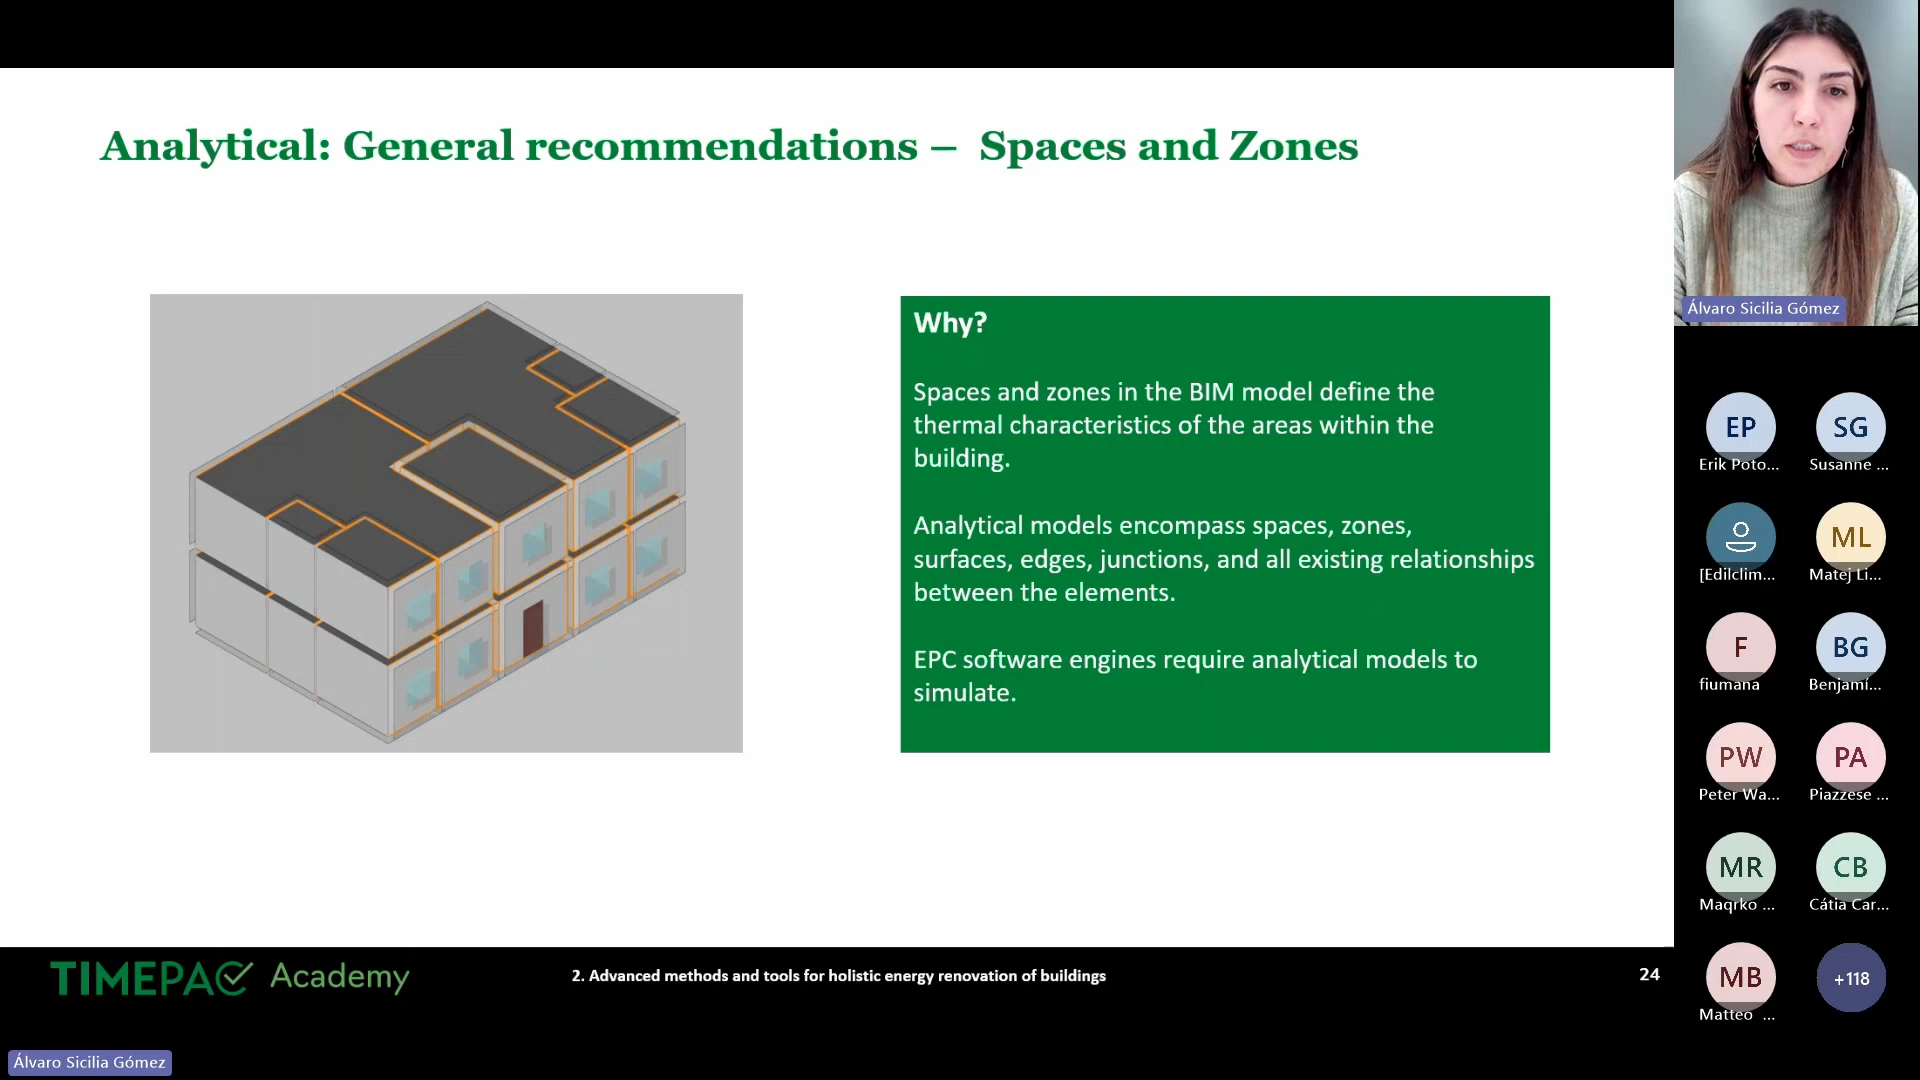 Analytical: General recommendations – Spaces and Zones
Why?
Spaces and zones in the BIM model define the
thermal characteristics of the areas within the
building.
Analytical models encompass spaces, zones,
surfaces, edges, junctions, and all existing relationships
between the elements.
EPC software engines require analytical models to
simulate.
TIMEPAC Academy
2. Advanced methods and tools for holistic energy renovation of buildings
24
Álvaro Sicilia Gómez
Álvaro Sicilia Gómez
EP
Erik Poto...
SG
Susanne ...
[Edilclim...
ML
Matej Li...
F
fiumana
BG
Benjamí...
PW
Peter Wa...
PA
Piazzese ...
MR
Maqrko ...
CB
Cátia Car...
MB
Matteo ...
+118